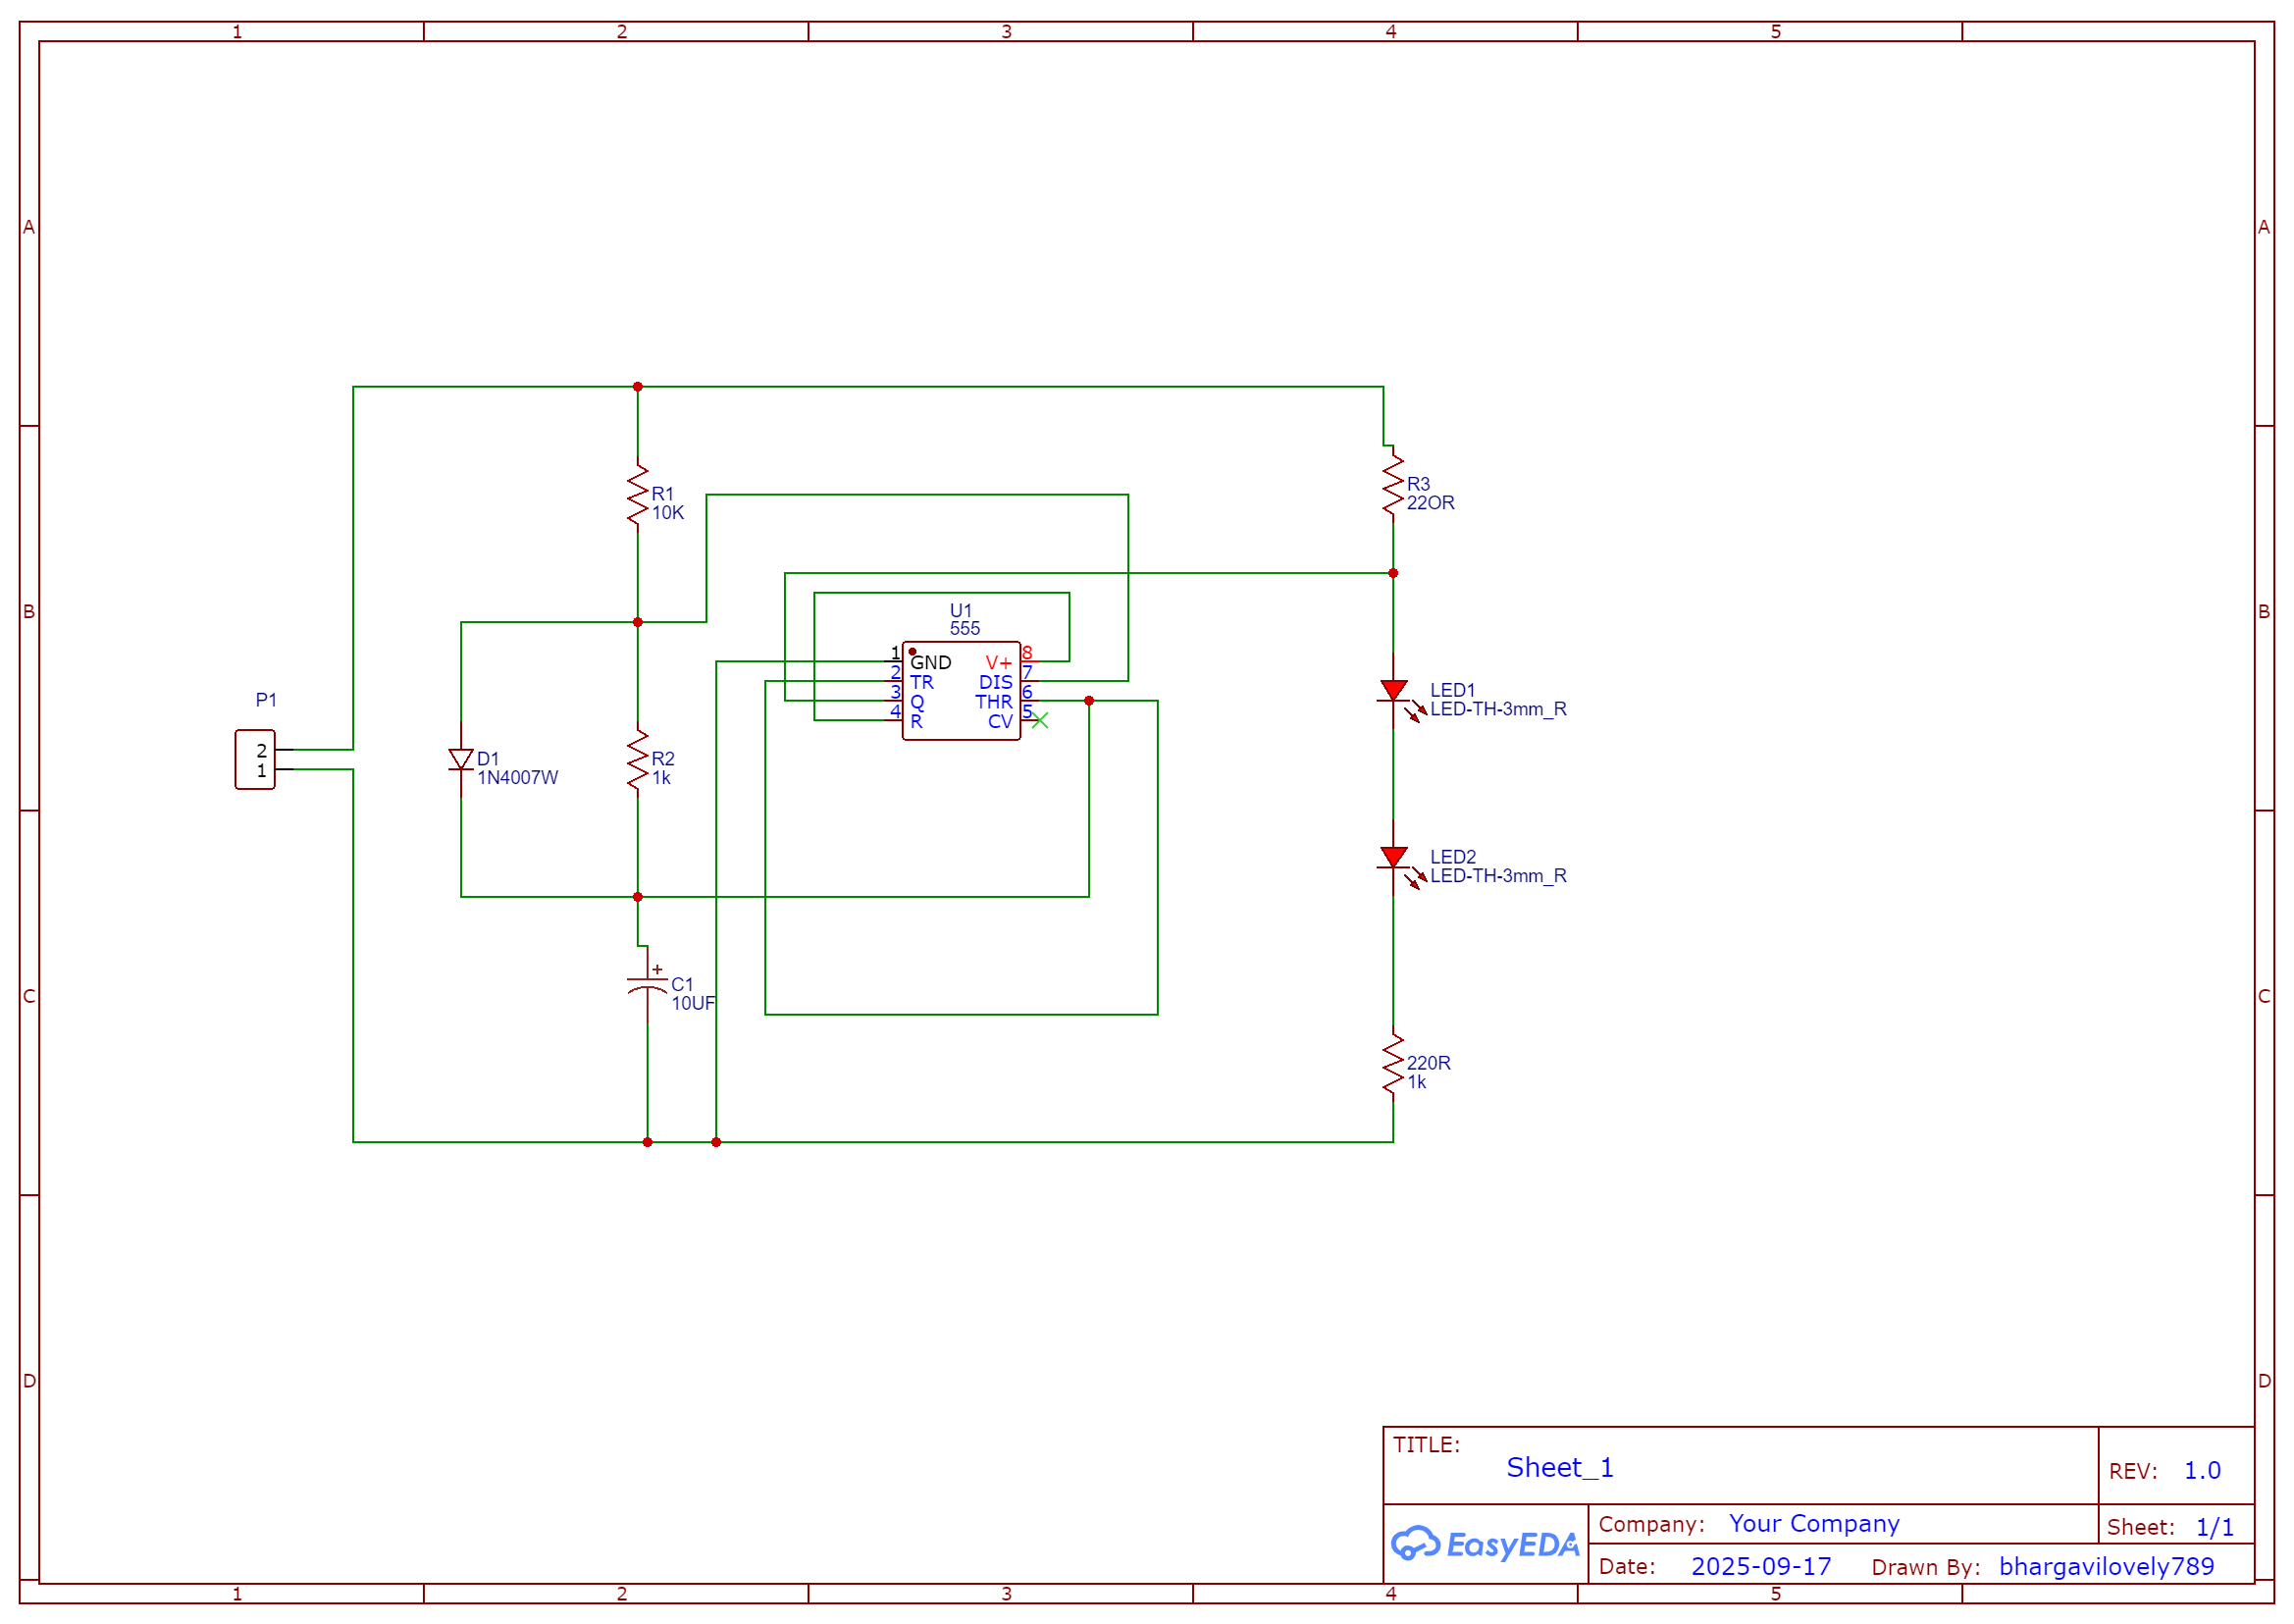 1 2 3 4 5
A A
R1
10K
R3
22OR
B B
U1
555
1 GND V+ 8
2 TR DIS 7
3 Q THR 6
4 R CV 5
P1
2
1
LED1
LED-TH-3mm_R
D1
1N4007W
R2
1k
LED2
LED-TH-3mm_R
+
C1
10UF
C C
220R
1k
D D
TITLE:
Sheet_1
REV: 1.0
EasyEDA
Company: Your Company
Sheet: 1/1
Date: 2025-09-17 Drawn By: bhargavilovely789
1 2 3 4 5